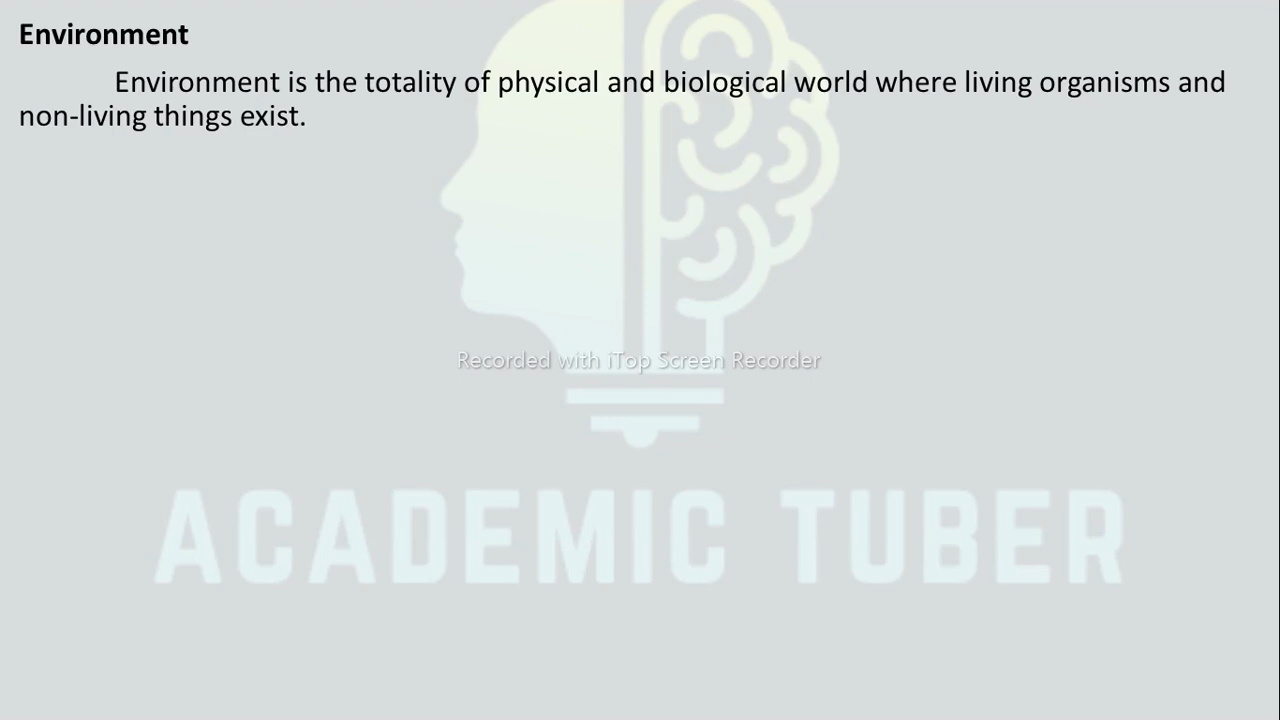 Environment
Environment is the totality of physical and biological world where living organisms and
non-living things exist.
Recorded with iTop Screen Recorder
ACADEMIC TUBER